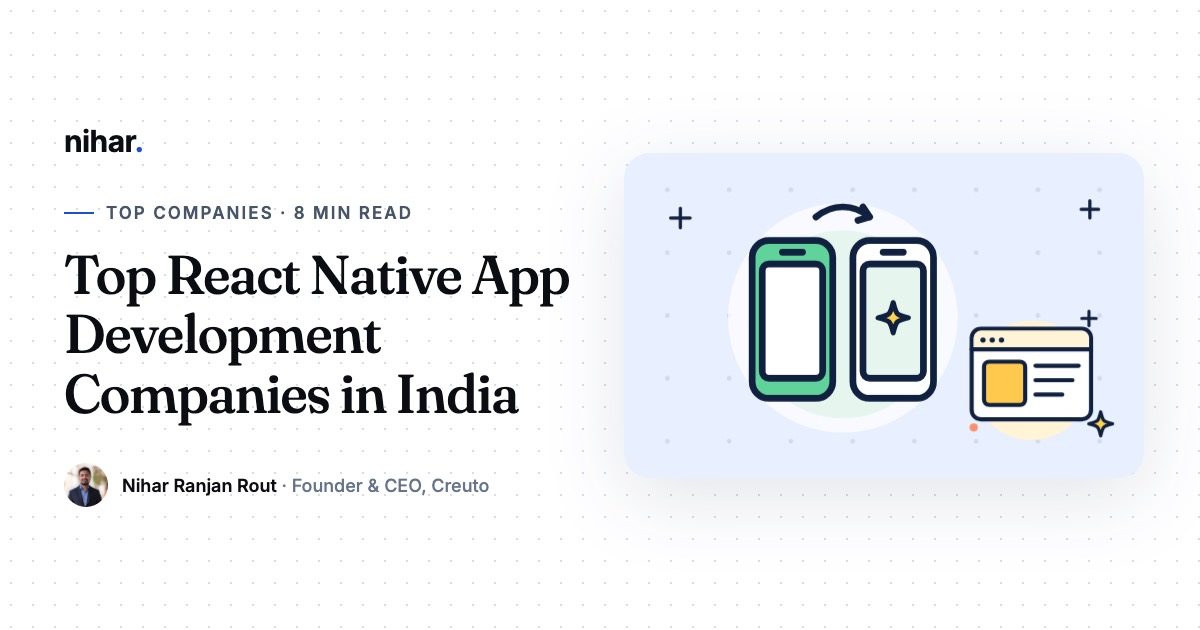 nihar.
TOP COMPANIES · 8 MIN READ
Top React Native App
Development
Companies in India
Nihar Ranjan Rout · Founder & CEO, Creuto